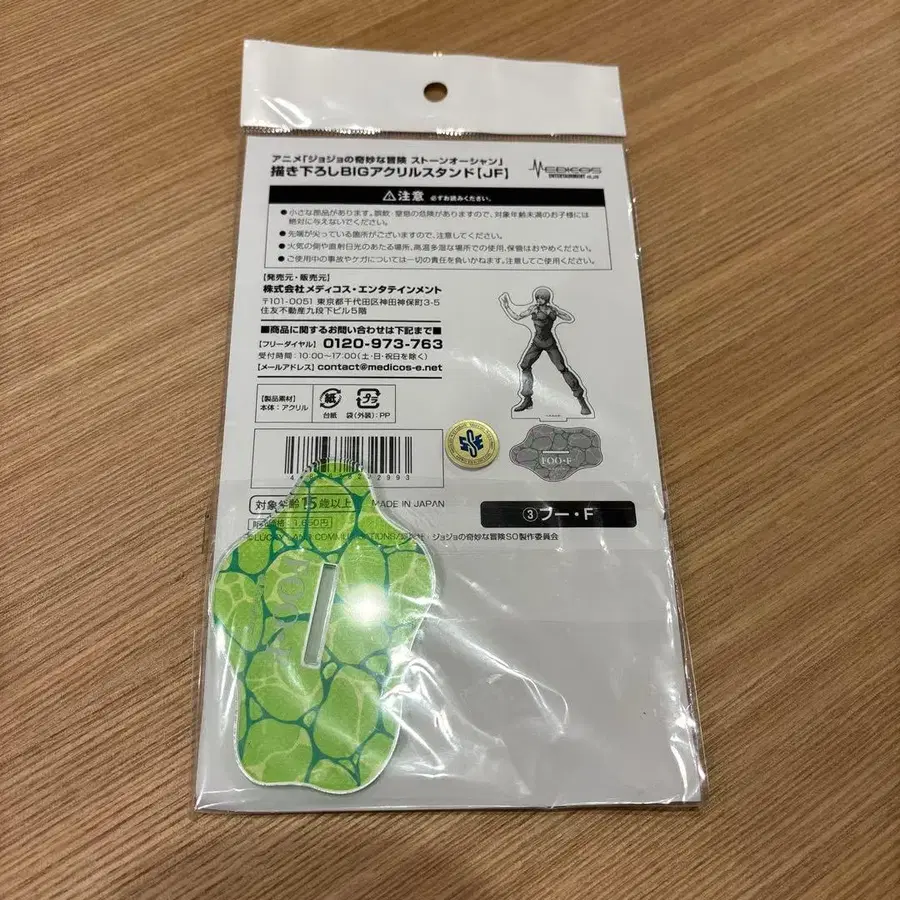 アニメ「ジョジョの奇妙な冒険 ストーンオーシャン」
描き下ろしBIGアクリルスタンド【JF】
MEDICOS
ENTERTAINMENT
注意 必ずお読みください。
●小さな部品があります。誤飲・窒息の危険がありますので、対象年齢未満のお子様には
絶対に与えないでください。
●先端が尖っている箇所がございますので、注意してください。
●火気の側や直射日光のあたる場所、高温多湿な場所での使用、保管はおやめください。
●ご使用中の事故やケガについては一切の責任を負いかねます。注意してご使用ください。
【発売元・販売元】
株式会社メディコス・エンタテインメント
〒101-0051 東京都千代田区神田神保町3-5
住友不動産九段下ビル5階
■商品に関するお問い合わせは下記まで■
【フリーダイヤル】 0120-973-763
受付時間:10:00~17:00(土・日・祝日を除く)
【メールアドレス】contact@medicos-e.net
【製品素材】
本体:アクリル
紙
台紙
プラ
袋(外装):PP
FOO・F
対象年齢15歳以上
MADE IN JAPAN
③フー・F
1,650円
・ジョジョの奇妙な冒険SO製作委員会